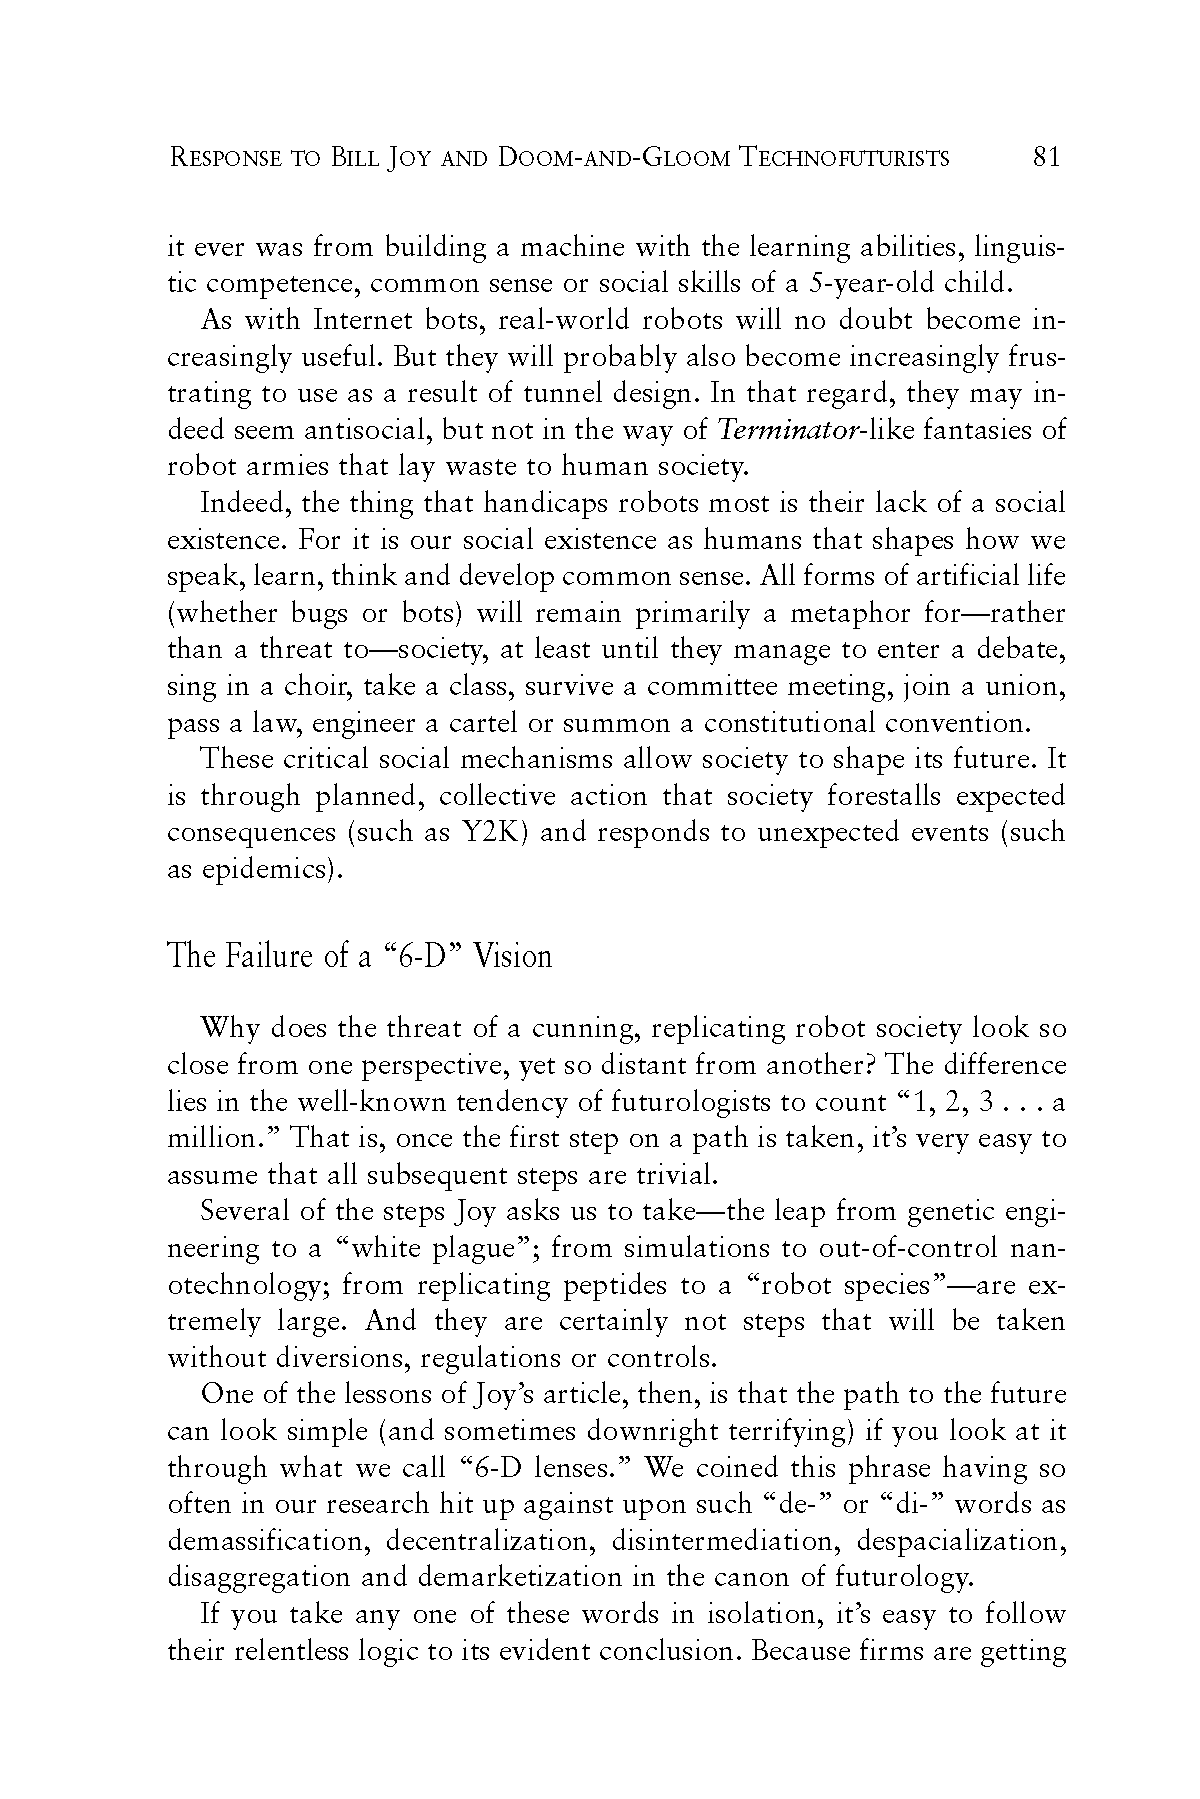 RESPONSE TO BILL JOY AND DOOM-AND-GLOOM TECHNOFUTURISTS 81
it ever was from building a machine with the learning abilities, linguis-
tic competence, common sense or social skills of a 5-year-old child.
As with Internet bots, real-world robots will no doubt become in-
creasingly useful. But they will probably also become increasingly frus-
trating to use as a result of tunnel design. In that regard, they may in-
deed seem antisocial, but not in the way of Terminator-like fantasies of
robot armies that lay waste to human society.
Indeed, the thing that handicaps robots most is their lack of a social
existence. For it is our social existence as humans that shapes how we
speak, learn, think and develop common sense. All forms of artificial life
(whether bugs or bots) will remain primarily a metaphor for—rather
than a threat to—society, at least until they manage to enter a debate,
sing in a choir, take a class, survive a committee meeting, join a union,
pass a law, engineer a cartel or summon a constitutional convention.
These critical social mechanisms allow society to shape its future. It
is through planned, collective action that society forestalls expected
consequences (such as Y2K) and responds to unexpected events (such
as epidemics).
The Failure of a “6-D” Vision
Why does the threat of a cunning, replicating robot society look so
close from one perspective, yet so distant from another? The difference
lies in the well-known tendency of futurologists to count “1, 2, 3 . . . a
million.” That is, once the first step on a path is taken, it’s very easy to
assume that all subsequent steps are trivial.
Several of the steps Joy asks us to take—the leap from genetic engi-
neering to a “white plague”; from simulations to out-of-control nan-
otechnology; from replicating peptides to a “robot species”—are ex-
tremely large. And they are certainly not steps that will be taken
without diversions, regulations or controls.
One of the lessons of Joy’s article, then, is that the path to the future
can look simple (and sometimes downright terrifying) if you look at it
through what we call “6-D lenses.” We coined this phrase having so
often in our research hit up against upon such “de-” or “di-” words as
demassification, decentralization, disintermediation, despacialization,
disaggregation and demarketization in the canon of futurology.
If you take any one of these words in isolation, it’s easy to follow
their relentless logic to its evident conclusion. Because firms are getting